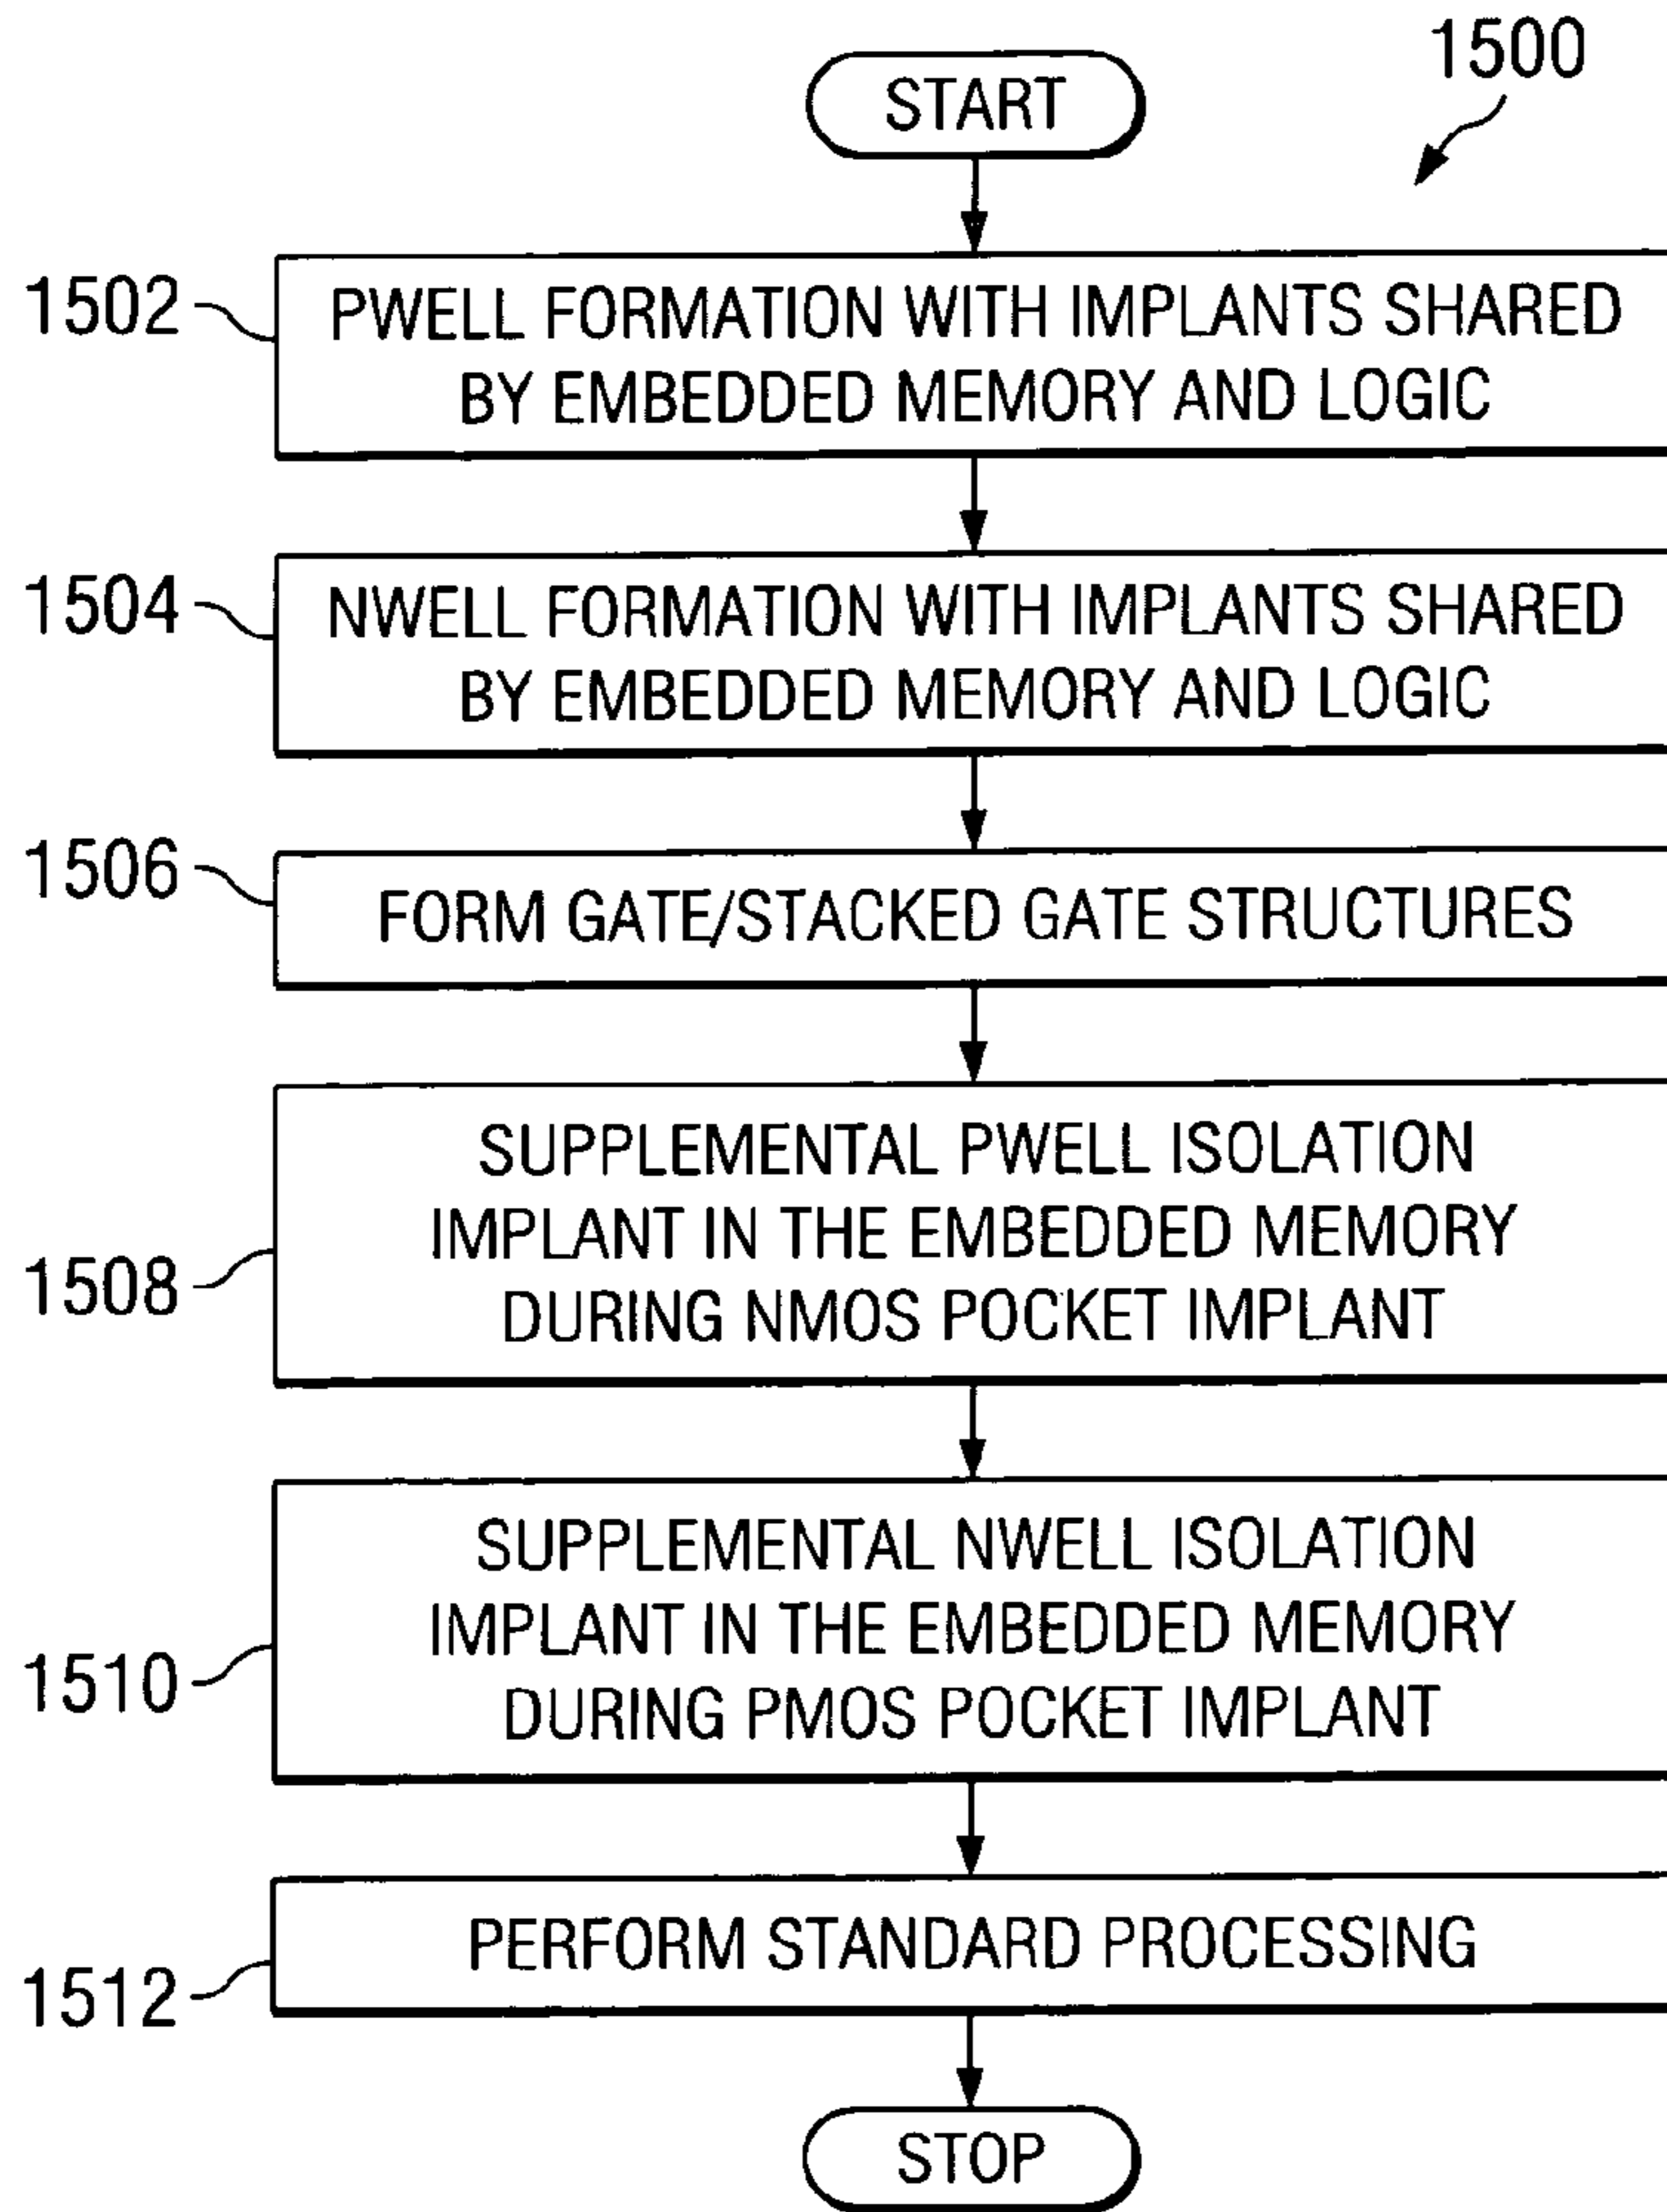 1500
START
1502
PWELL FORMATION WITH IMPLANTS SHARED
BY EMBEDDED MEMORY AND LOGIC
1504
NWELL FORMATION WITH IMPLANTS SHARED
BY EMBEDDED MEMORY AND LOGIC
1506
FORM GATE/STACKED GATE STRUCTURES
1508
SUPPLEMENTAL PWELL ISOLATION
IMPLANT IN THE EMBEDDED MEMORY
DURING NMOS POCKET IMPLANT
1510
SUPPLEMENTAL NWELL ISOLATION
IMPLANT IN THE EMBEDDED MEMORY
DURING PMOS POCKET IMPLANT
1512
PERFORM STANDARD PROCESSING
STOP